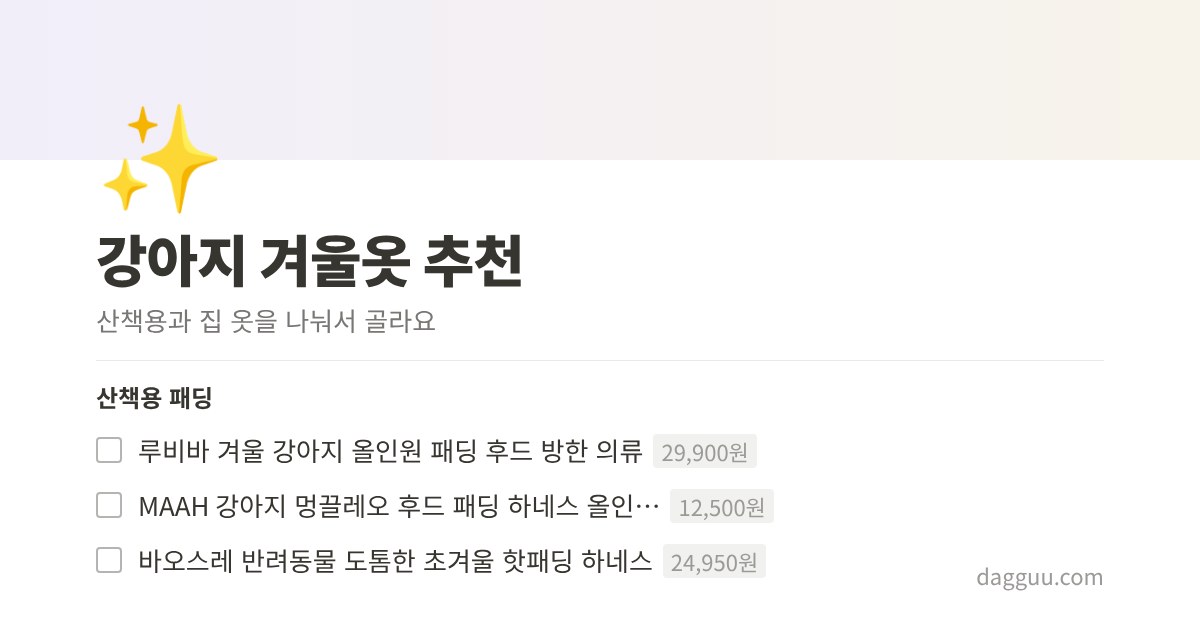 강아지 겨울옷 추천
산책용과 집 옷을 나눠서 골라요
산책용 패딩
루비바 겨울 강아지 올인원 패딩 후드 방한 의류 29,900원
MAAH 강아지 멍끌레오 후드 패딩 하네스 올인… 12,500원
바오스레 반려동물 도톰한 초겨울 핫패딩 하네스 24,950원
dagguu.com